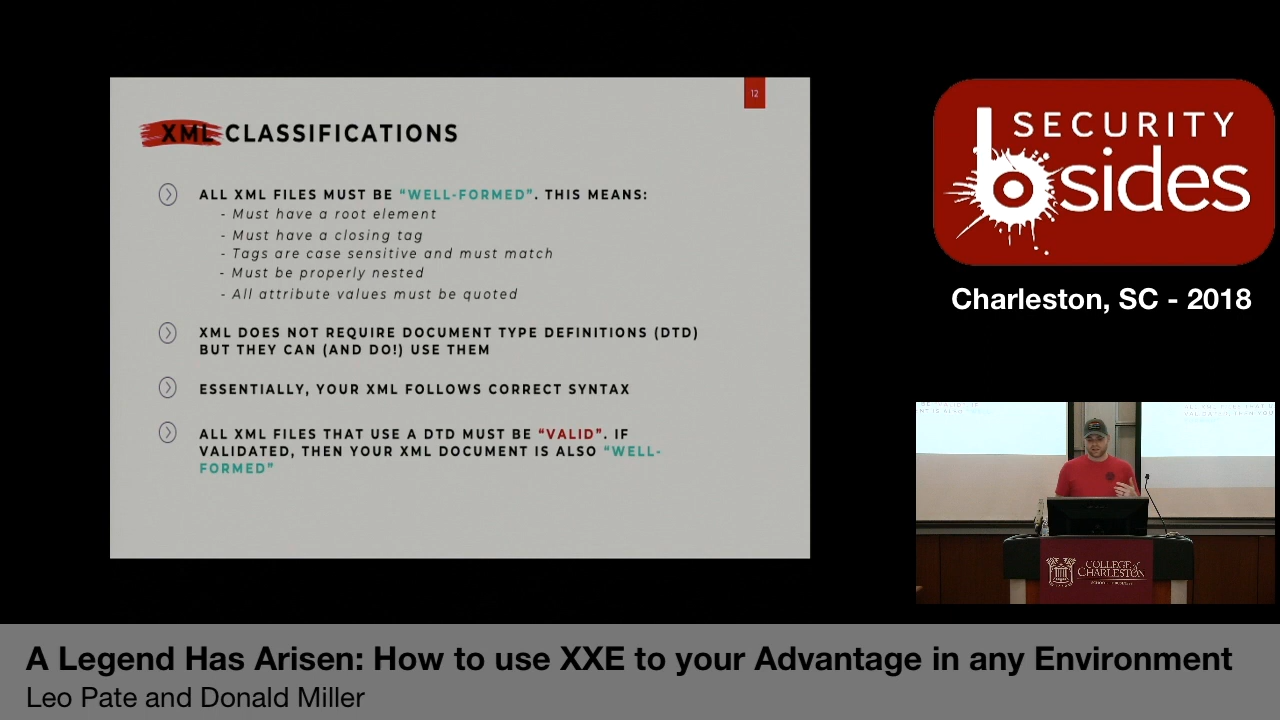 12
XML CLASSIFICATIONS
ALL XML FILES MUST BE “WELL-FORMED”. THIS MEANS:
- Must have a root element
- Must have a closing tag
- Tags are case sensitive and must match
- Must be properly nested
- All attribute values must be quoted
XML DOES NOT REQUIRE DOCUMENT TYPE DEFINITIONS (DTD)
BUT THEY CAN (AND DO!) USE THEM
ESSENTIALLY, YOUR XML FOLLOWS CORRECT SYNTAX
ALL XML FILES THAT USE A DTD MUST BE “VALID”. IF
VALIDATED, THEN YOUR XML DOCUMENT IS ALSO “WELL-
FORMED”
SECURITY
bsides
Charleston, SC - 2018
COLLEGE of
CHARLESTON
A Legend Has Arisen: How to use XXE to your Advantage in any Environment
Leo Pate and Donald Miller